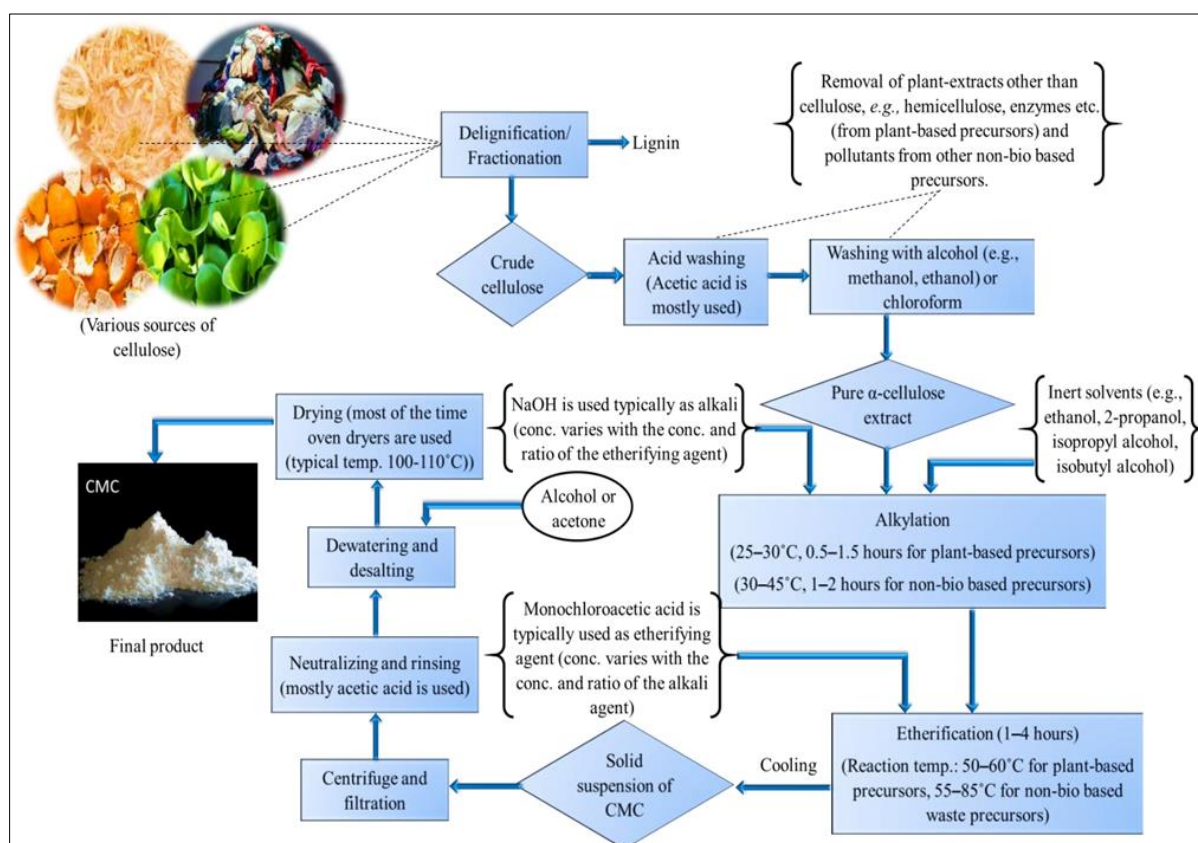 Removal of plant-extracts other than
cellulose, e.g., hemicellulose, enzymes etc.
(from plant-based precursors) and
pollutants from other non-bio based
precursors.
Delignification/
Fractionation
Lignin
(Various sources of
cellulose)
Crude
cellulose
Acid washing
(Acetic acid is
mostly used)
Washing with alcohol (e.g.,
methanol, ethanol) or
chloroform
Pure α-cellulose
extract
Inert solvents (e.g.,
ethanol, 2-propanol,
isopropyl alcohol,
isobutyl alcohol)
NaOH is used typically as alkali
(conc. varies with the conc. and
ratio of the etherifying agent)
Alkylation
(25–30˚C, 0.5–1.5 hours for plant-based precursors)
(30–45˚C, 1–2 hours for non-bio based precursors)
Monochloroacetic acid is
typically used as etherifying
agent (conc. varies with the
conc. and ratio of the alkali
agent)
Etherification (1–4 hours)
(Reaction temp.: 50–60˚C for plant-based
precursors, 55–85˚C for non-bio based
waste precursors)
Cooling
Solid
suspension of
CMC
Centrifuge and
filtration
Neutralizing and rinsing
(mostly acetic acid is used)
Dewatering and
desalting
Alcohol or
acetone
Drying (most of the time
oven dryers are used
(typical temp. 100-110˚C))
CMC
Final product